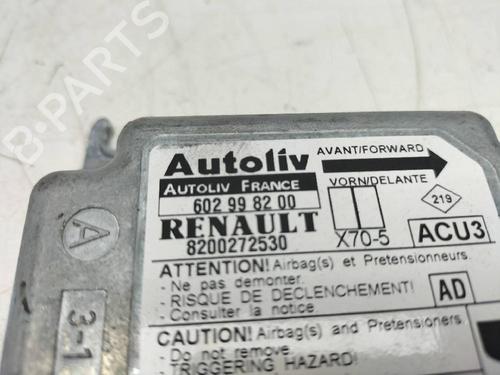 Autoliv
AVANT/FORWARD
AUTOLIV FRANCE
VORN/DELANTE
602 99 82 00
219
RENAULT
8200272530
X70-5
ACU3
ATTENTION! Airbag(s) et Pretensionneurs.
- Ne pas demonter.
- RISQUE DE DECLENCHEMENT!
- Consulter la notice
AD
CAUTION! Airbag(s) and Pretensioners
- Do not remove
- TRIGGERING HAZARD!
A
3-1
B-PARTS